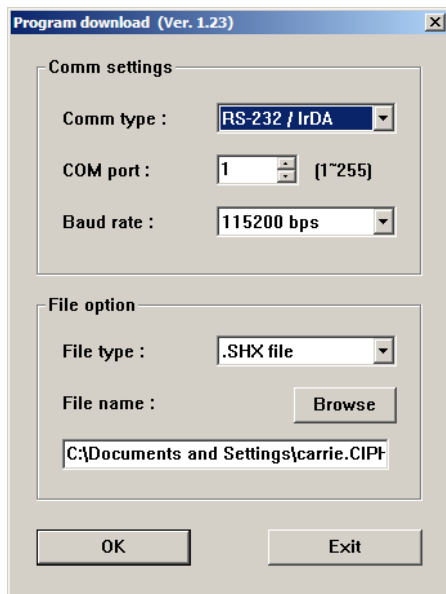 Program download (Ver. 1.23)
Comm settings
Comm type : RS-232 / IrDA
COM port : 1 (1~255)
Baud rate : 115200 bps
File option
File type : .SHX file
File name : Browse
C:\Documents and Settings\carrie.CIPH
OK Exit